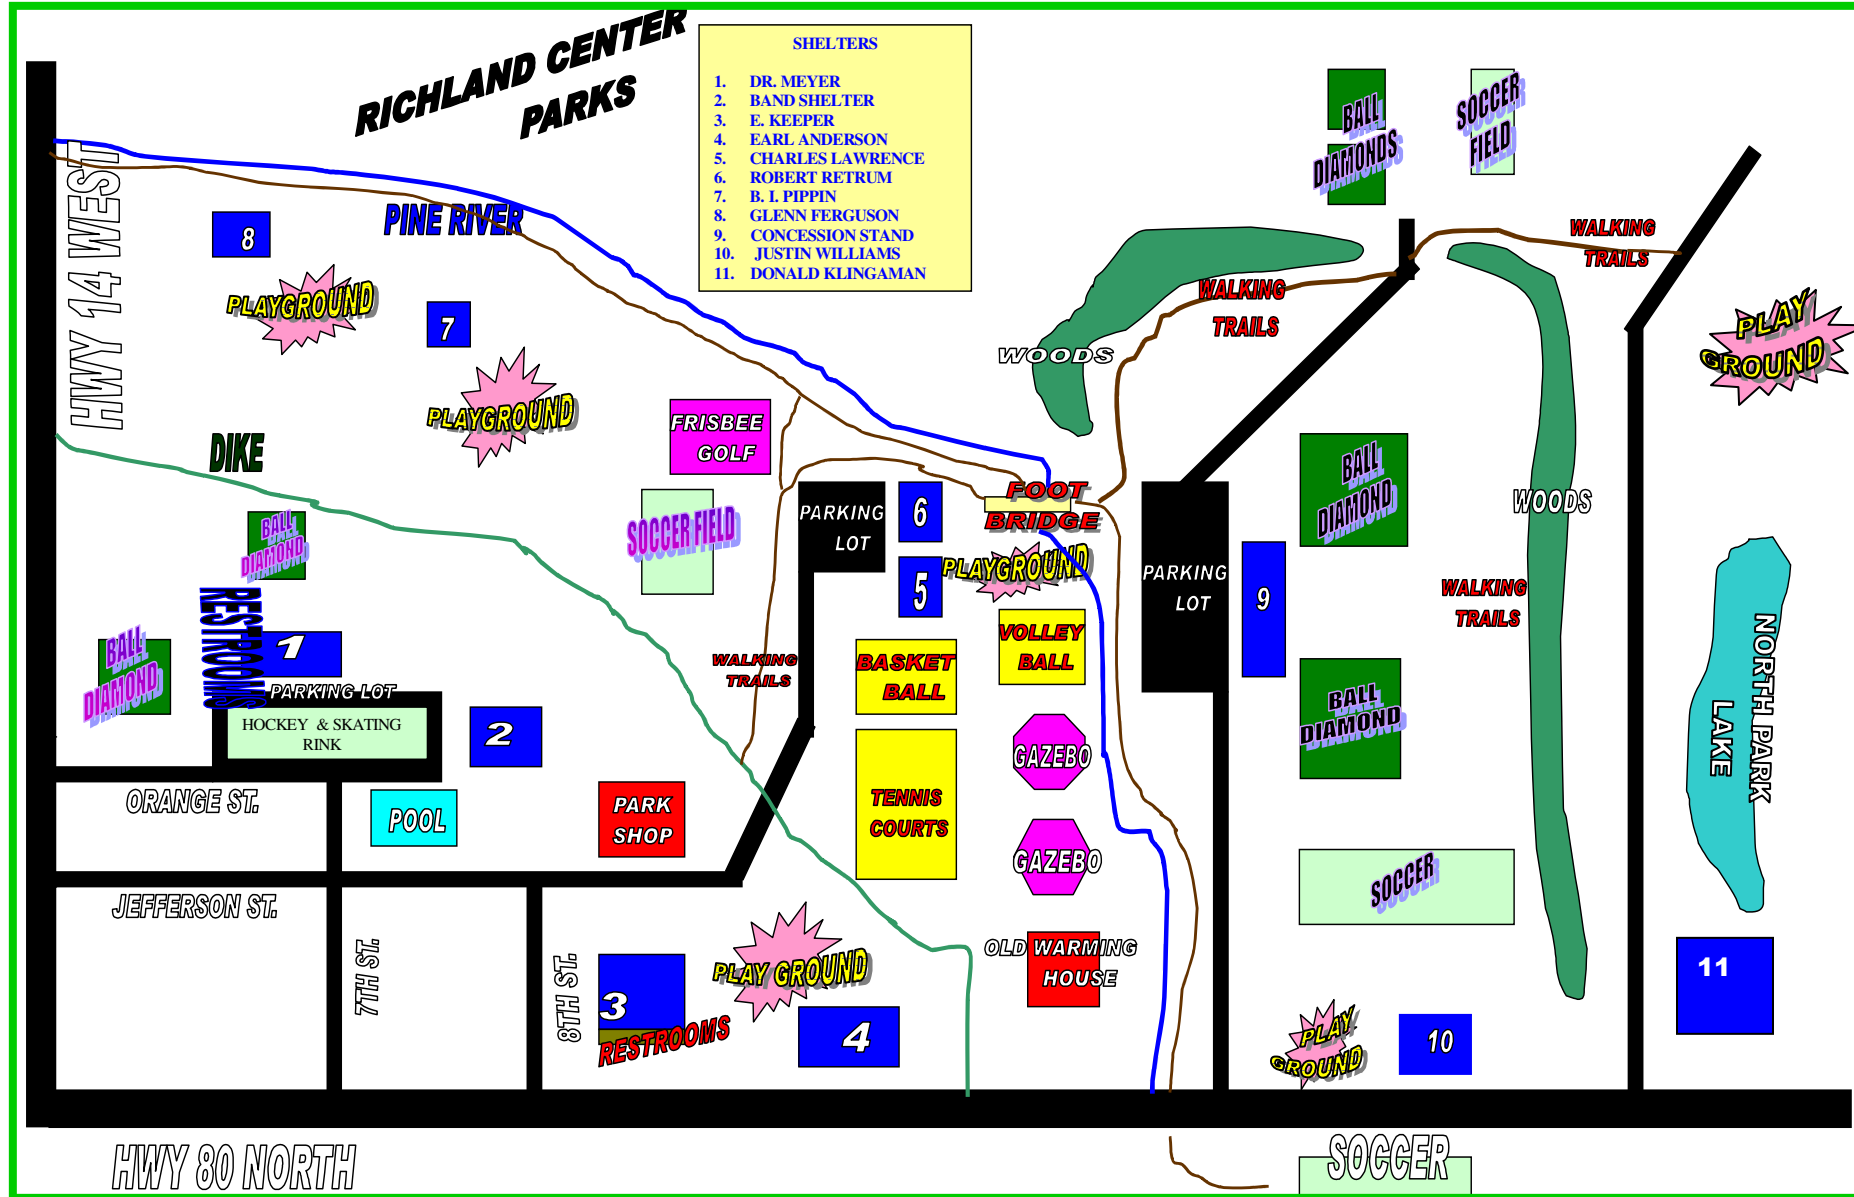 RICHLAND CENTER
PARKS
SHELTERS
1. DR. MEYER
2. BAND SHELTER
3. E. KEEPER
4. EARL ANDERSON
5. CHARLES LAWRENCE
6. ROBERT RETRUM
7. B. I. PIPPIN
8. GLENN FERGUSON
9. CONCESSION STAND
10. JUSTIN WILLIAMS
11. DONALD KLINGAMAN
BALL
DIAMONDS
SOCCER
FIELD
HWY 14 WEST
PINE RIVER
8
PLAYGROUND
7
PLAYGROUND
WALKING
TRAILS
WALKING
TRAILS
WOODS
PLAY
GROUND
DIKE
FRISBEE
GOLF
SOCCER FIELD
PARKING
LOT
6
5
FOOT
BRIDGE
PLAYGROUND
PARKING
LOT
9
BALL
DIAMOND
WOODS
WALKING
TRAILS
BALL
DIAMOND
RESTROOMS
1
BALL
DIAMOND
PARKING LOT
HOCKEY & SKATING
RINK
2
WALKING
TRAILS
BASKET
BALL
VOLLEY
BALL
GAZEBO
BALL
DIAMOND
NORTH PARK
LAKE
ORANGE ST.
POOL
PARK
SHOP
TENNIS
COURTS
GAZEBO
SOCCER
JEFFERSON ST.
7TH ST.
8TH ST.
3
RESTROOMS
PLAY GROUND
4
OLD WARMING
HOUSE
PLAY
GROUND
10
11
HWY 80 NORTH
SOCCER